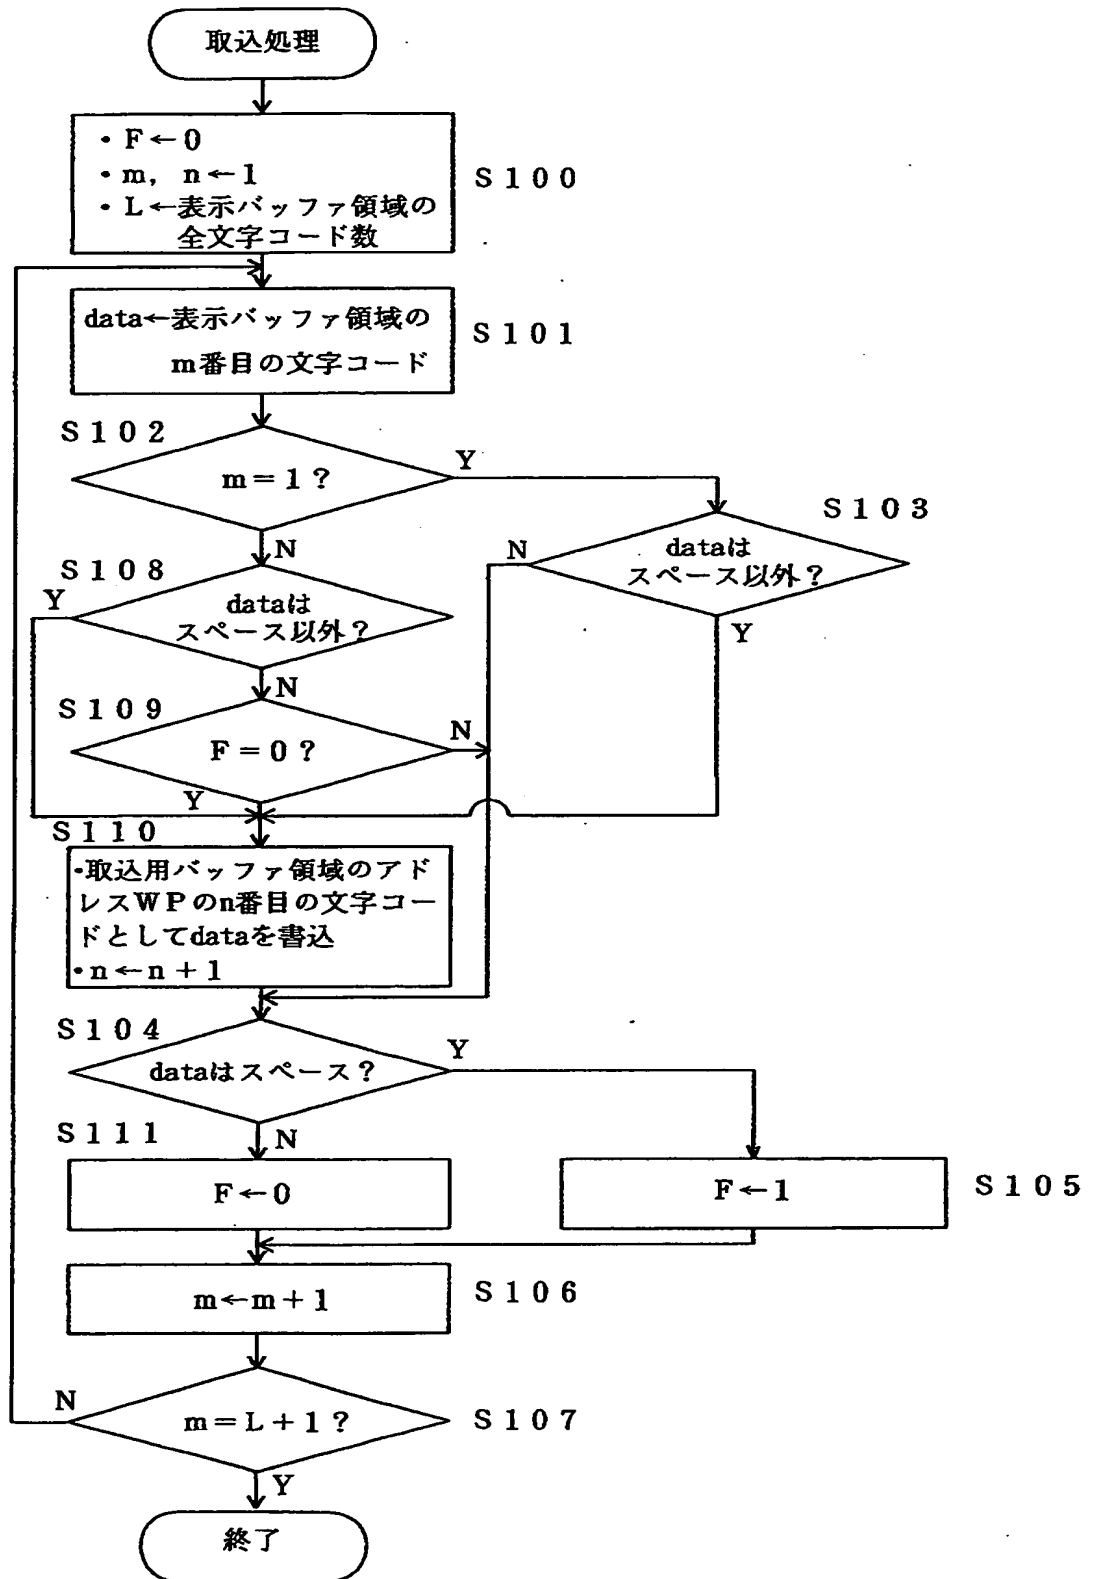 取込処理
・F←0
・m, n←1
・L←表示バッファ領域の
全文字コード数
S100
data←表示バッファ領域の
m番目の文字コード
S101
S102
m=1?
Y
N
S103
dataは
スペース以外?
N
Y
S108
dataは
スペース以外?
Y
N
S109
F=0?
N
Y
S110
・取込用バッファ領域のアド
レスWPのn番目の文字コー
ドとしてdataを書込
・n←n+1
S104
dataはスペース?
Y
N
S111
F←0
F←1
S105
m←m+1
S106
m=L+1?
S107
N
Y
終了